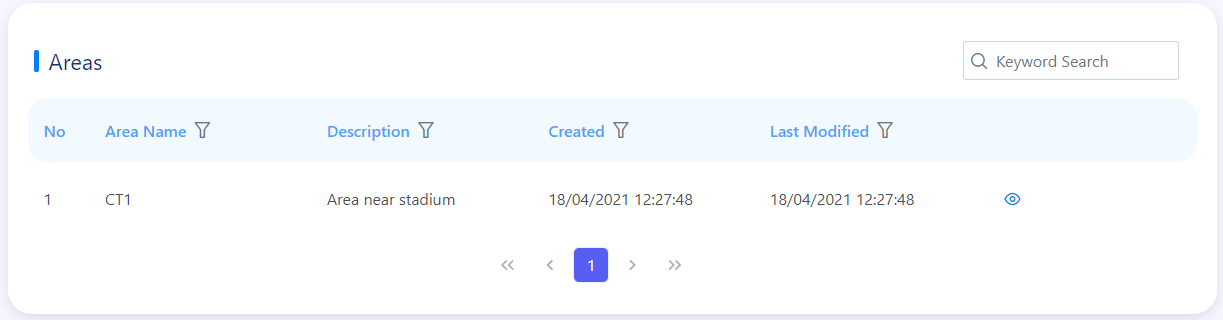 Areas
Keyword Search
No Area Name Description Created Last Modified
1 CT1 Area near stadium 18/04/2021 12:27:48 18/04/2021 12:27:48
1